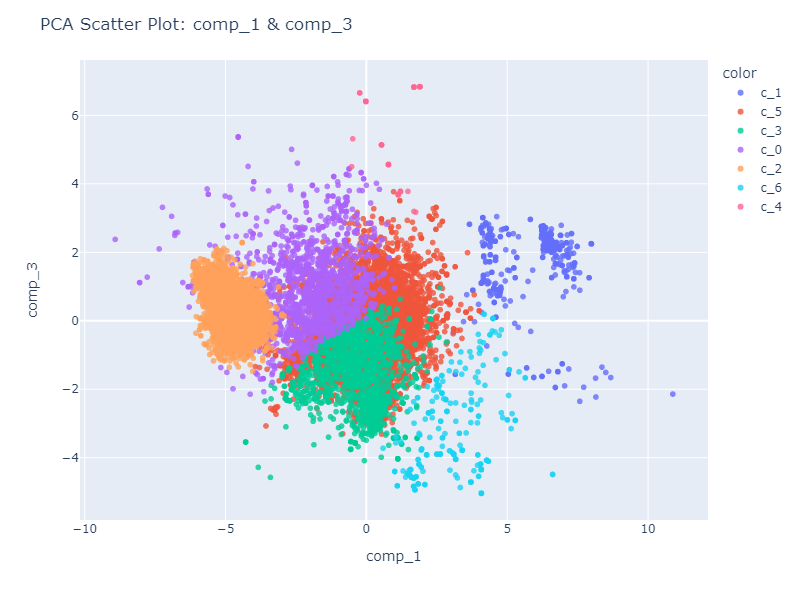 PCA Scatter Plot: comp_1 & comp_3
color
c_1
c_5
c_3
c_0
c_2
c_6
c_4
6
4
2
0
−2
−4
comp_3
−10
−5
0
5
10
comp_1